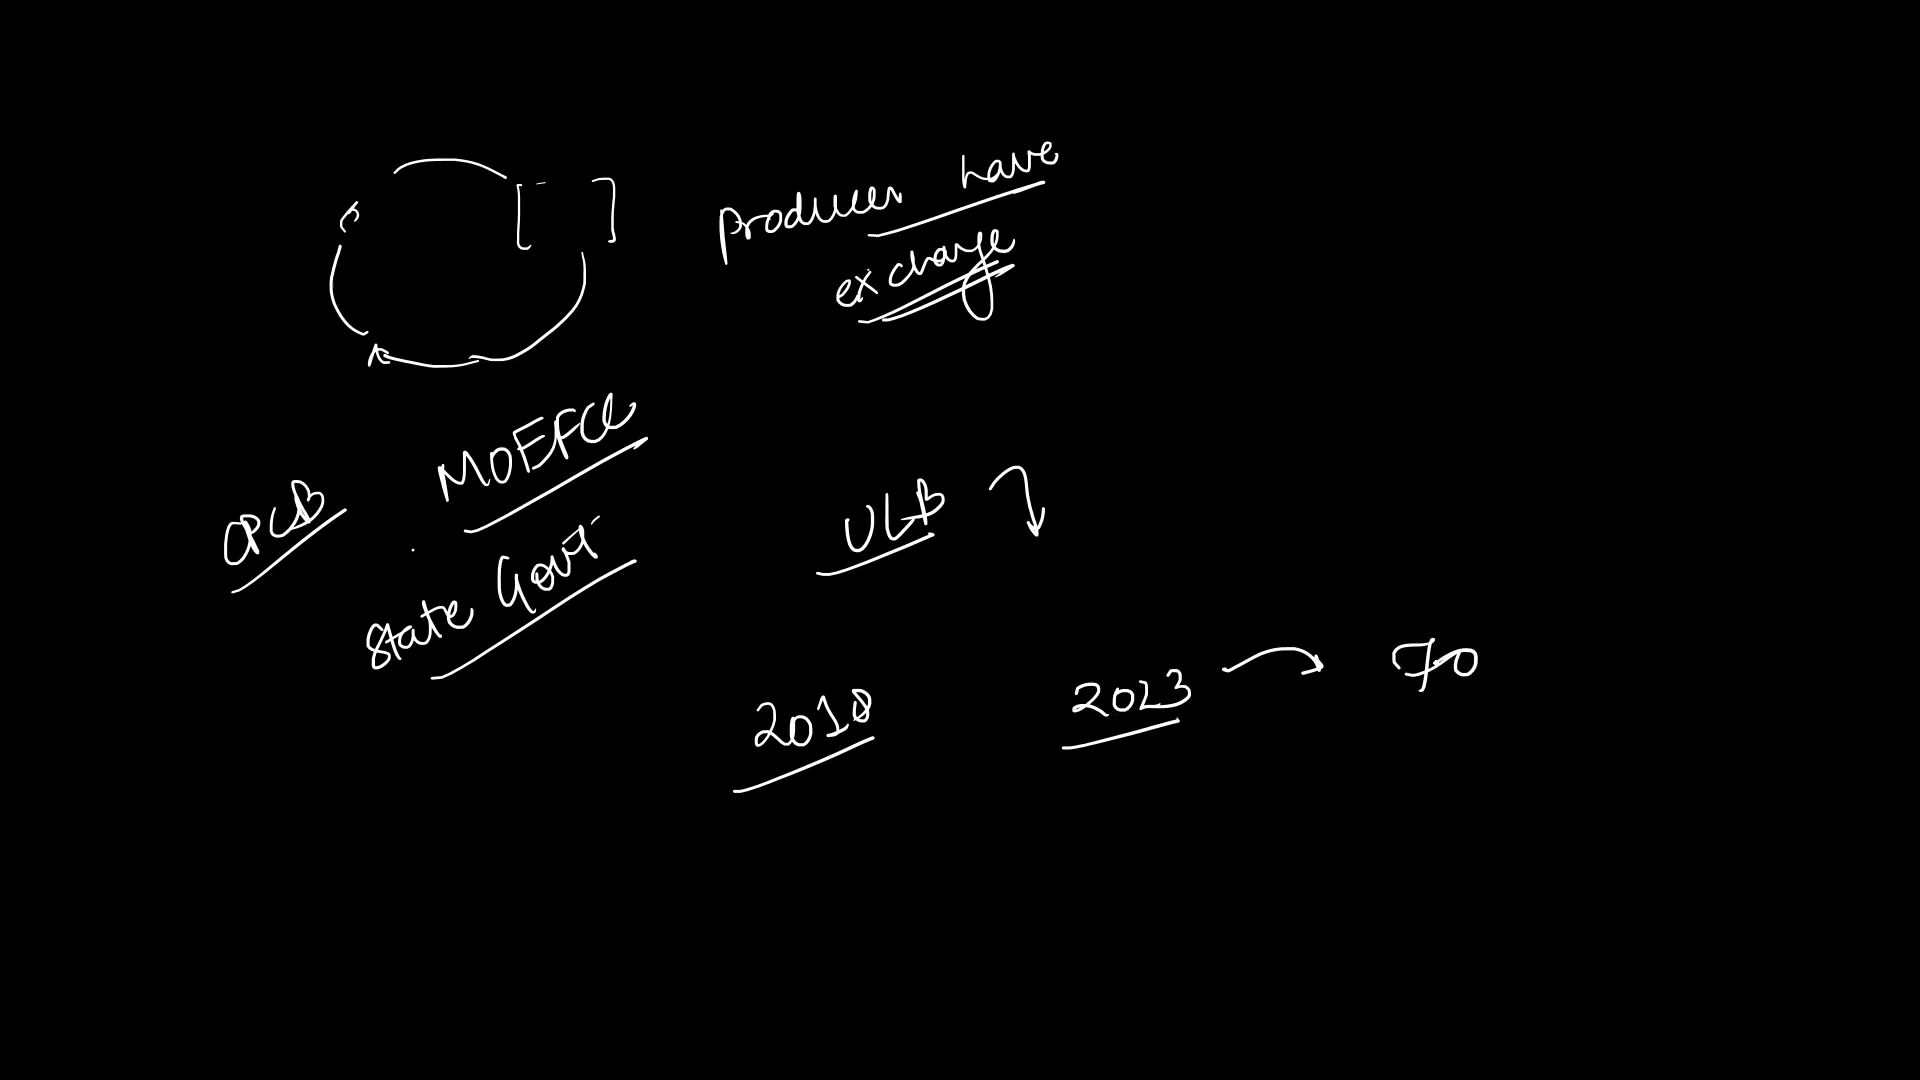 Producer have
exchange
MOEFCC
CPCB
ULB
State Govt
2018
2023
70